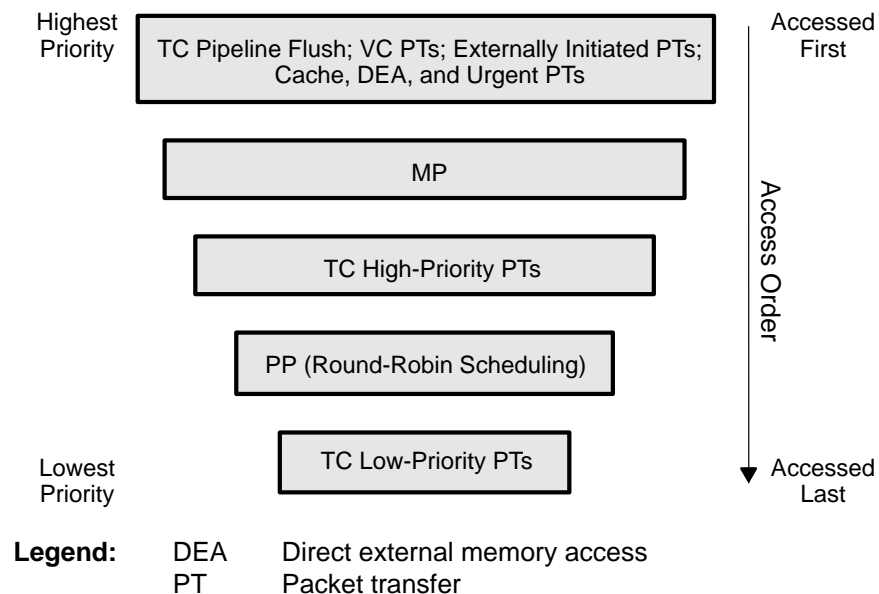 Highest
Priority
TC Pipeline Flush; VC PTs; Externally Initiated PTs;
Cache, DEA, and Urgent PTs
Accessed
First
MP
TC High-Priority PTs
PP (Round-Robin Scheduling)
TC Low-Priority PTs
Access Order
Lowest
Priority
Accessed
Last
Legend: DEA Direct external memory access
PT Packet transfer